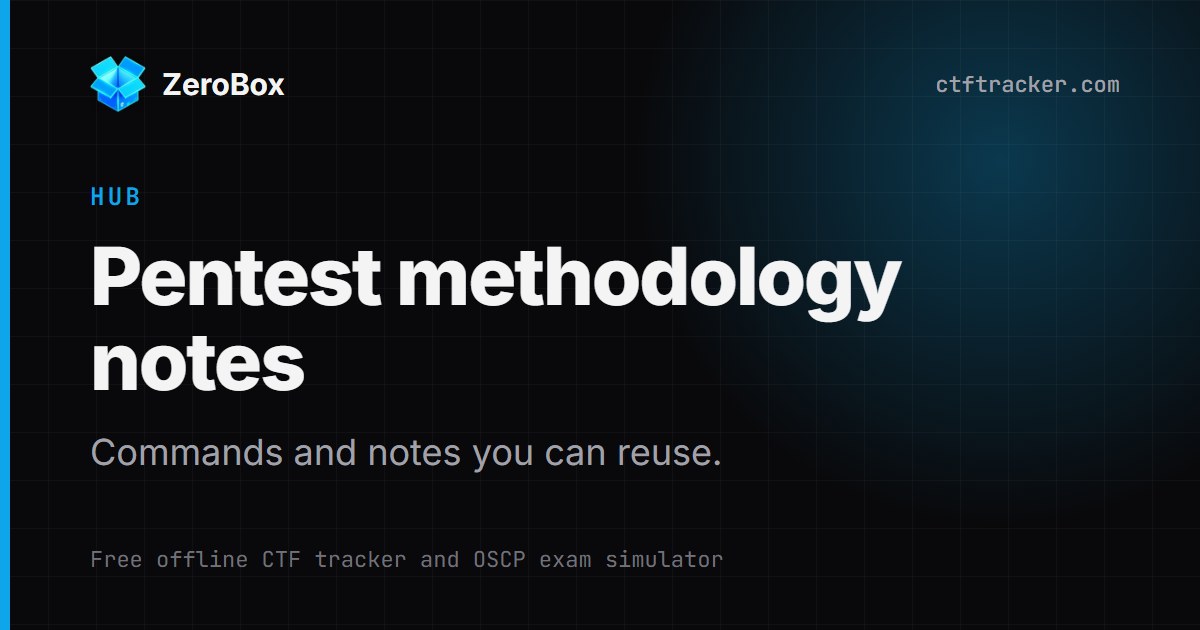 ZeroBox
ctftracker.com
HUB
Pentest methodology
notes
Commands and notes you can reuse.
Free offline CTF tracker and OSCP exam simulator